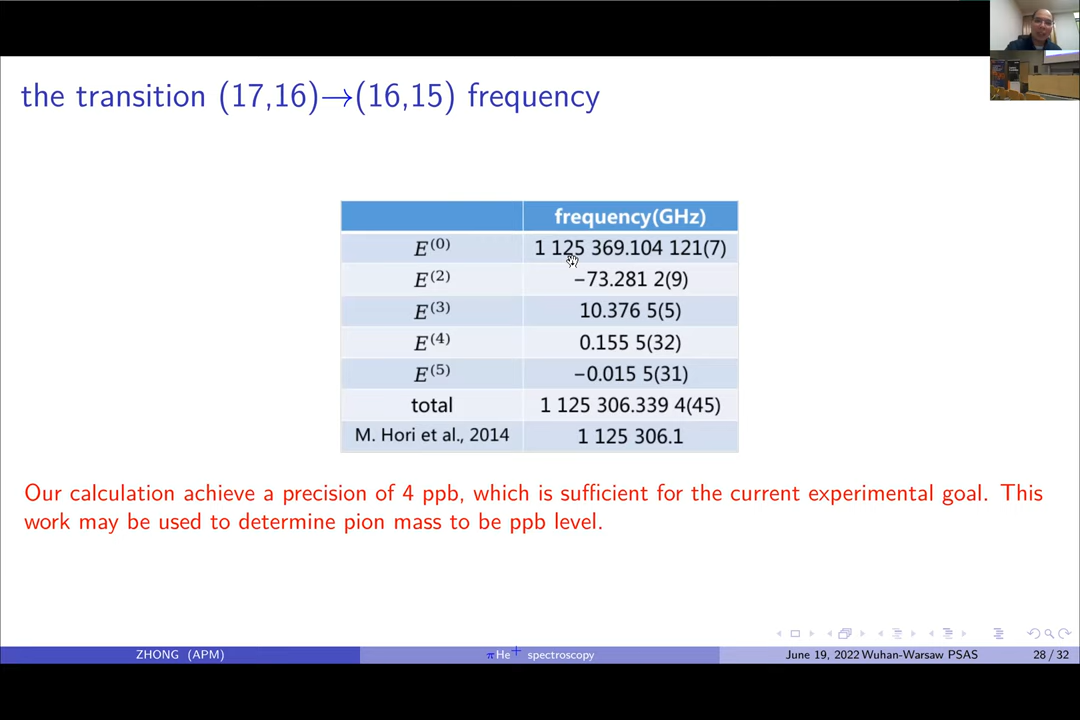 the transition (17,16)→(16,15) frequency
frequency(GHz)
E^(0) 1 125 369.104 121(7)
E^(2) −73.281 2(9)
E^(3) 10.376 5(5)
E^(4) 0.155 5(32)
E^(5) −0.015 5(31)
total 1 125 306.339 4(45)
M. Hori et al., 2014 1 125 306.1
Our calculation achieve a precision of 4 ppb, which is sufficient for the current experimental goal. This
work may be used to determine pion mass to be ppb level.
ZHONG (APM) πHe⁺ spectroscopy June 19, 2022 Wuhan-Warsaw PSAS 28 / 32